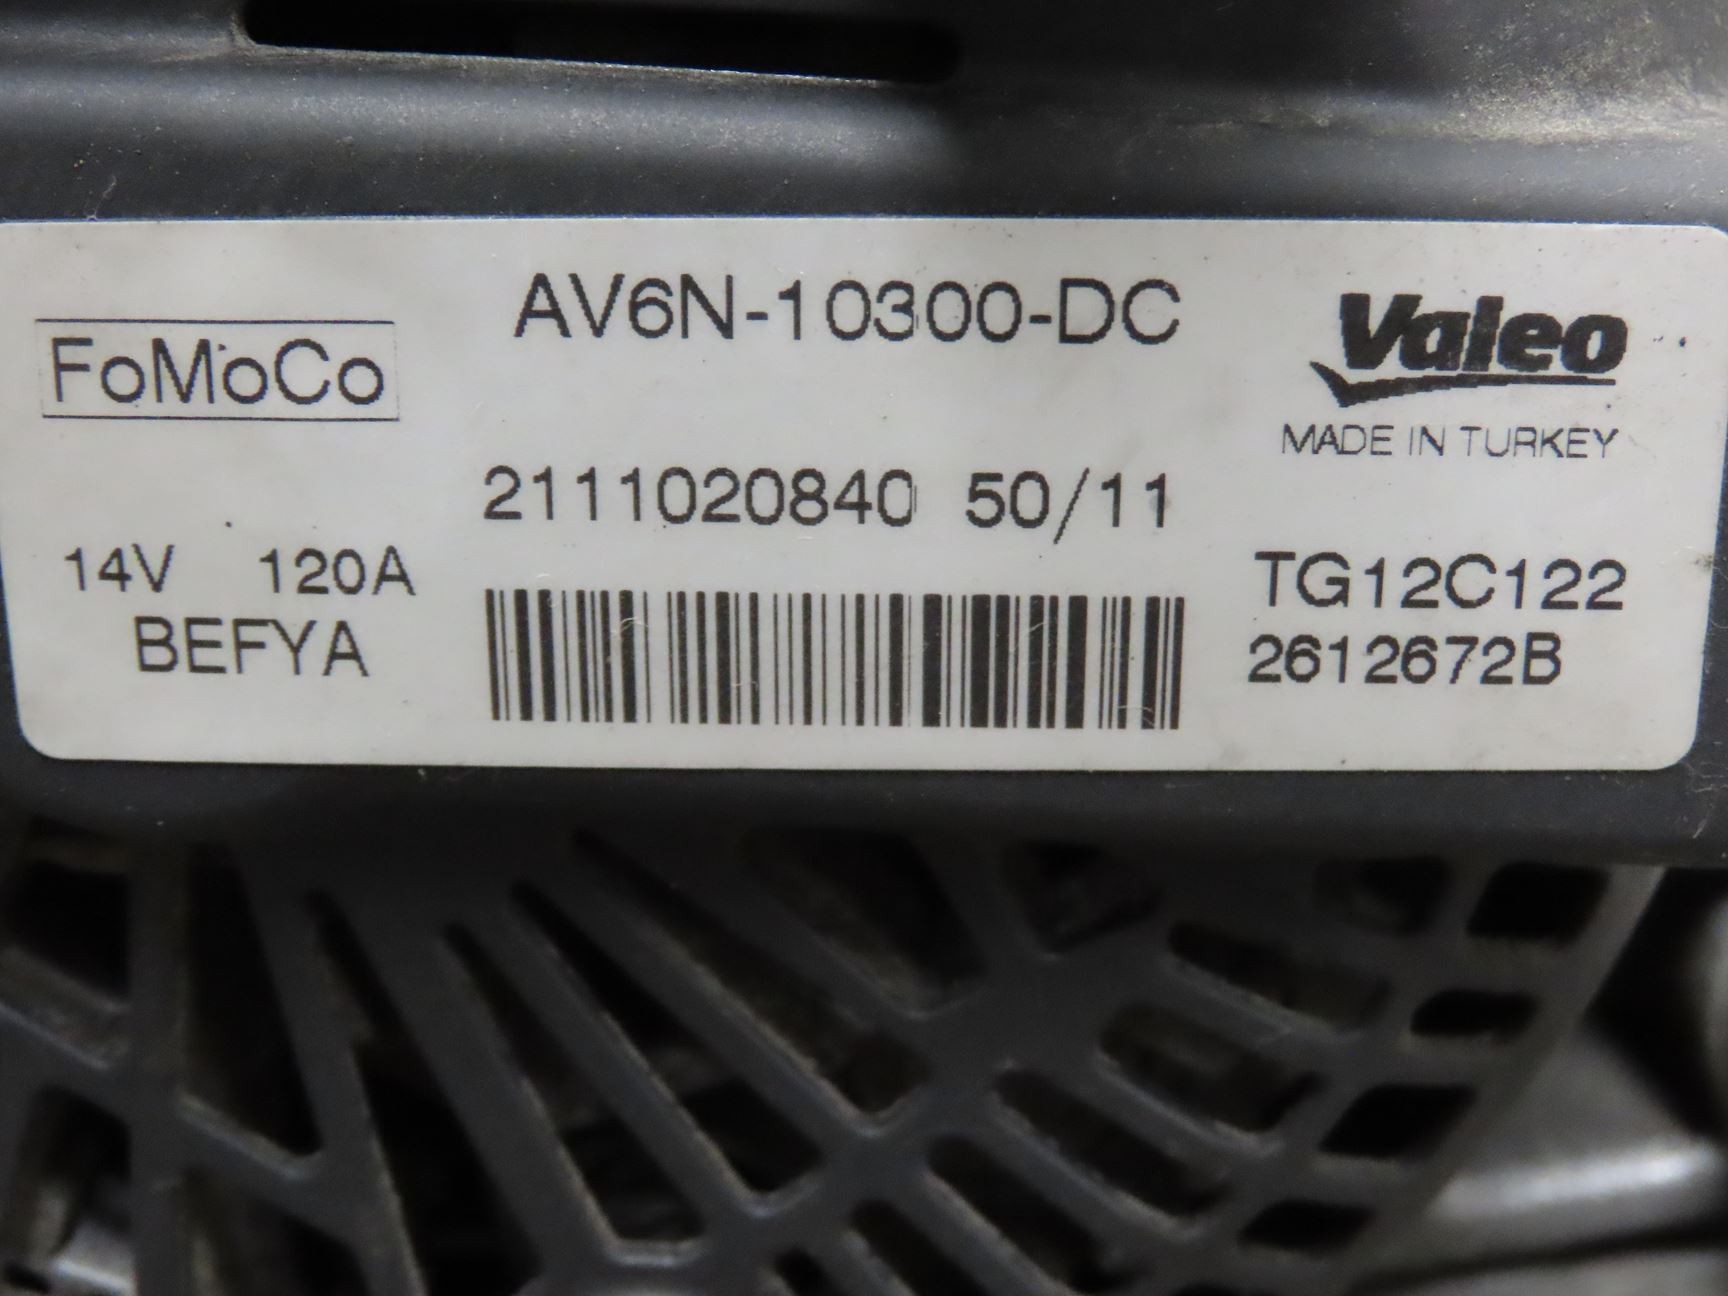 FoMoCo
AV6N-10300-DC
Valeo
MADE IN TURKEY
2111020840 50/11
14V 120A
BEFYA
TG12C122
2612672B